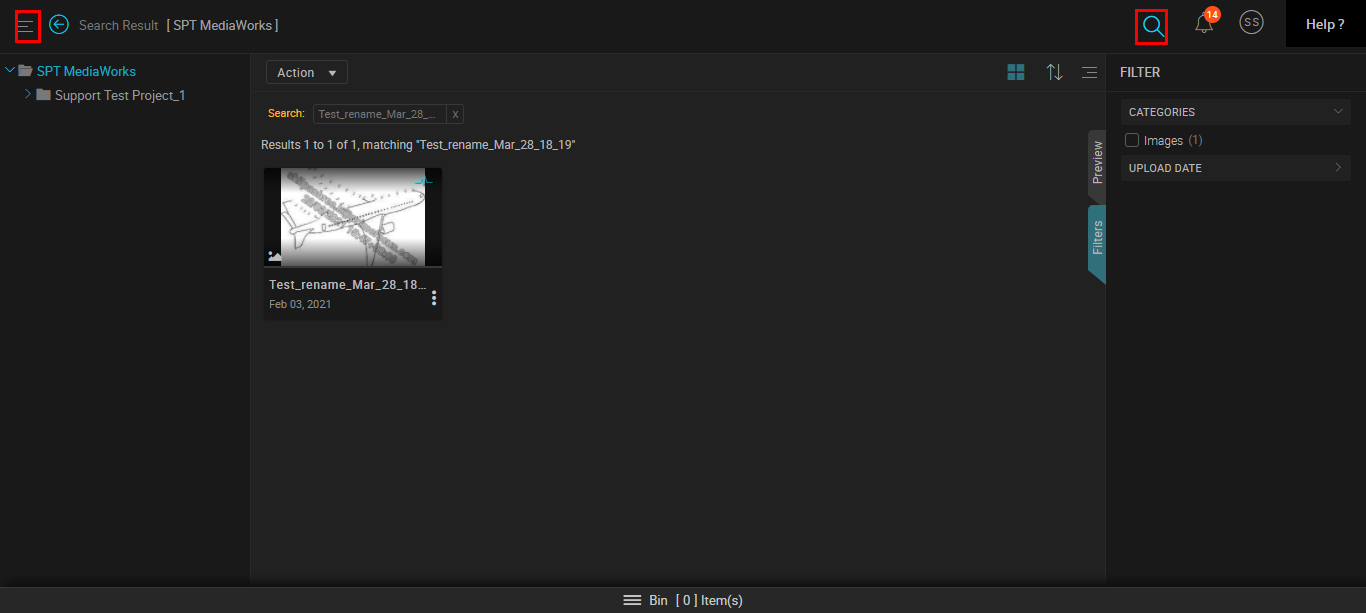 Search Result [ SPT MediaWorks ]
14
SS
Help ?
SPT MediaWorks
Support Test Project_1
Action
FILTER
Search: Test_rename_Mar_28_... x
CATEGORIES
Results 1 to 1 of 1, matching "Test_rename_Mar_28_18_19"
Images (1)
UPLOAD DATE
Preview
Filters
Test_rename_Mar_28_18...
Feb 03, 2021
Bin [ 0 ] Item(s)